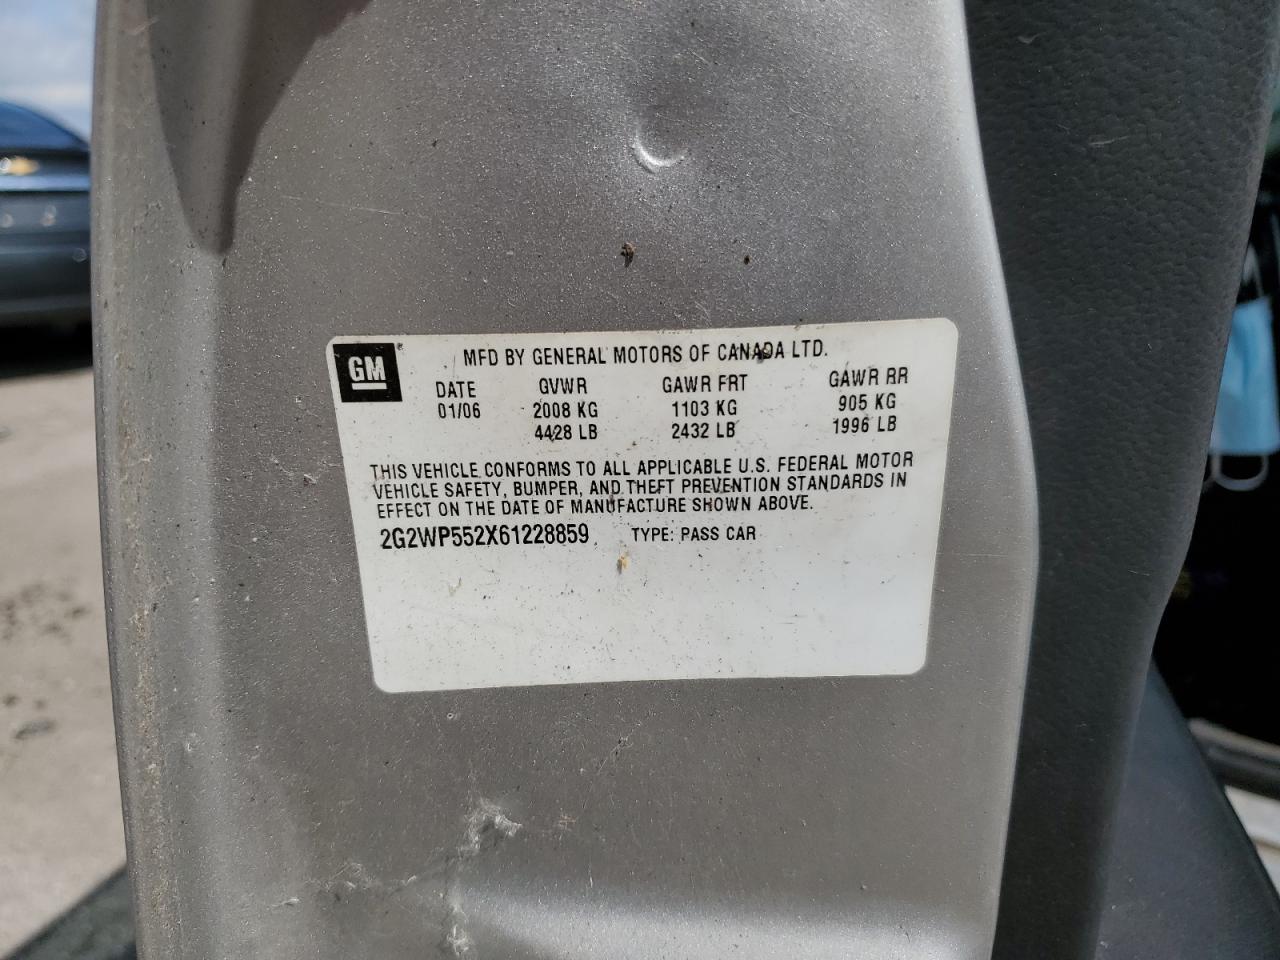 GM
MFD BY GENERAL MOTORS OF CANADA LTD.
DATE GVWR GAWR FRT GAWR RR
01/06 2008 KG 1103 KG 905 KG
4428 LB 2432 LB 1996 LB
THIS VEHICLE CONFORMS TO ALL APPLICABLE U.S. FEDERAL MOTOR
VEHICLE SAFETY, BUMPER, AND THEFT PREVENTION STANDARDS IN
EFFECT ON THE DATE OF MANUFACTURE SHOWN ABOVE.
2G2WP552X61228859 TYPE: PASS CAR